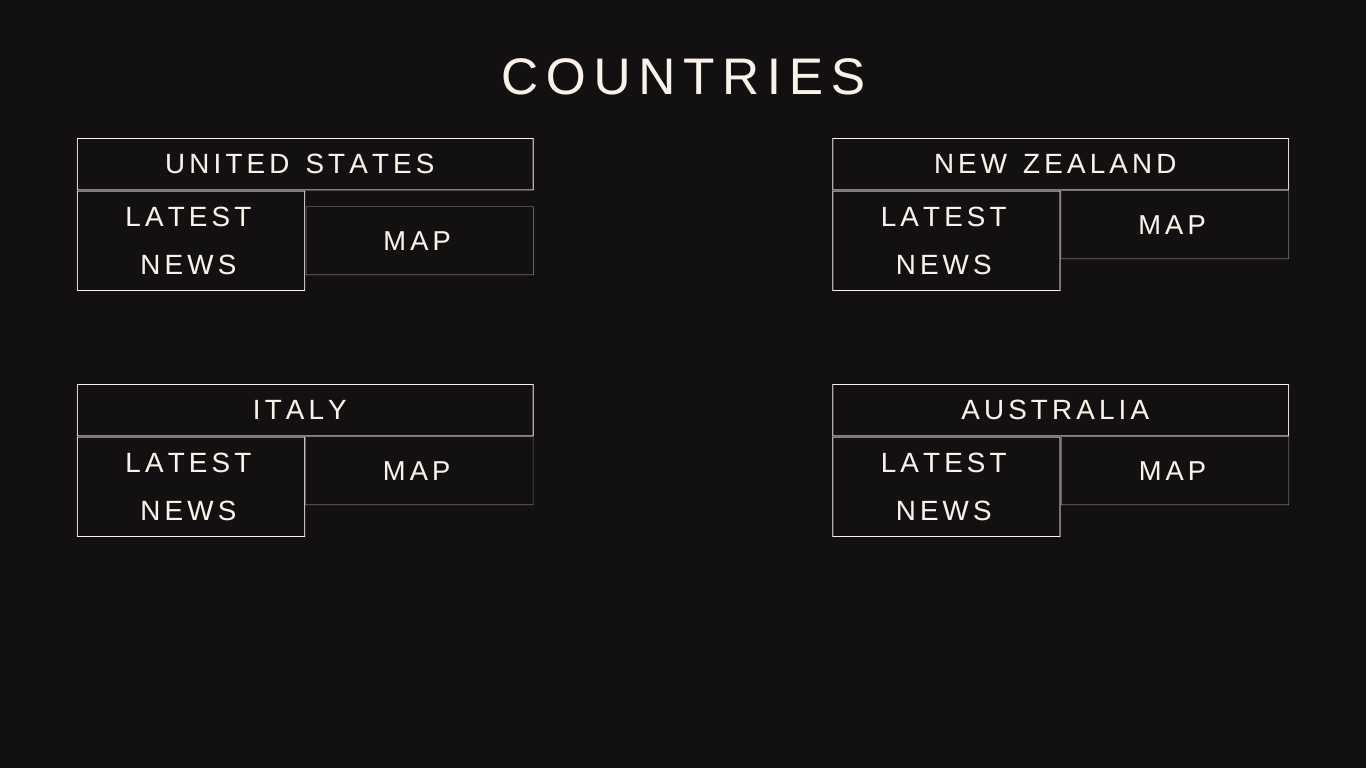 COUNTRIES
UNITED STATES
LATEST
NEWS
MAP
NEW ZEALAND
LATEST
NEWS
MAP
ITALY
LATEST
NEWS
MAP
AUSTRALIA
LATEST
NEWS
MAP